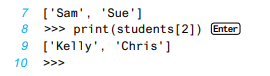 7 ['Sam', 'Sue']
8 >>> print(students[2]) Enter
9 ['Kelly', 'Chris']
10 >>>